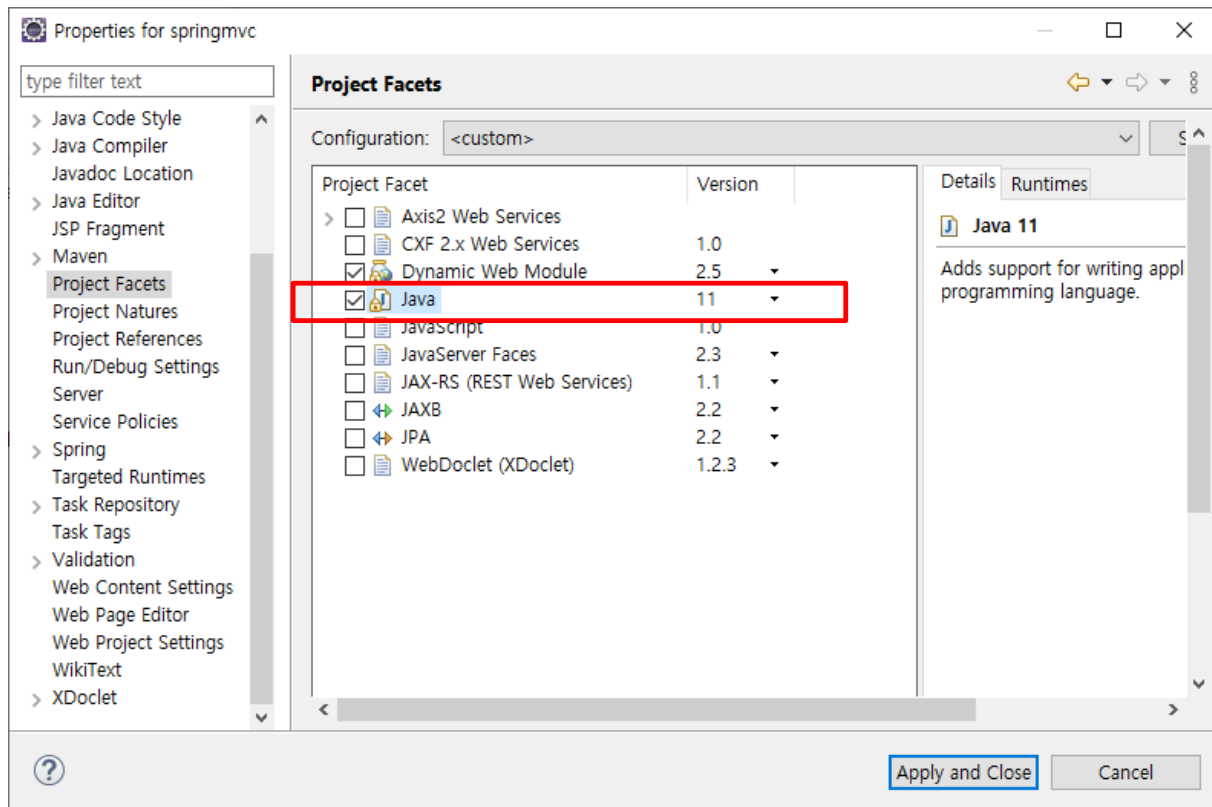 Properties for springmvc
type filter text
Java Code Style
Java Compiler
Javadoc Location
Java Editor
JSP Fragment
Maven
Project Facets
Project Natures
Project References
Run/Debug Settings
Server
Service Policies
Spring
Targeted Runtimes
Task Repository
Task Tags
Validation
Web Content Settings
Web Page Editor
Web Project Settings
WikiText
XDoclet
Project Facets
Configuration: <custom>
Project Facet Version
Axis2 Web Services
CXF 2.x Web Services 1.0
Dynamic Web Module 2.5
Java 11
JavaScript 1.0
JavaServer Faces 2.3
JAX-RS (REST Web Services) 1.1
JAXB 2.2
JPA 2.2
WebDoclet (XDoclet) 1.2.3
Details Runtimes
Java 11
Adds support for writing appl
programming language.
Apply and Close Cancel